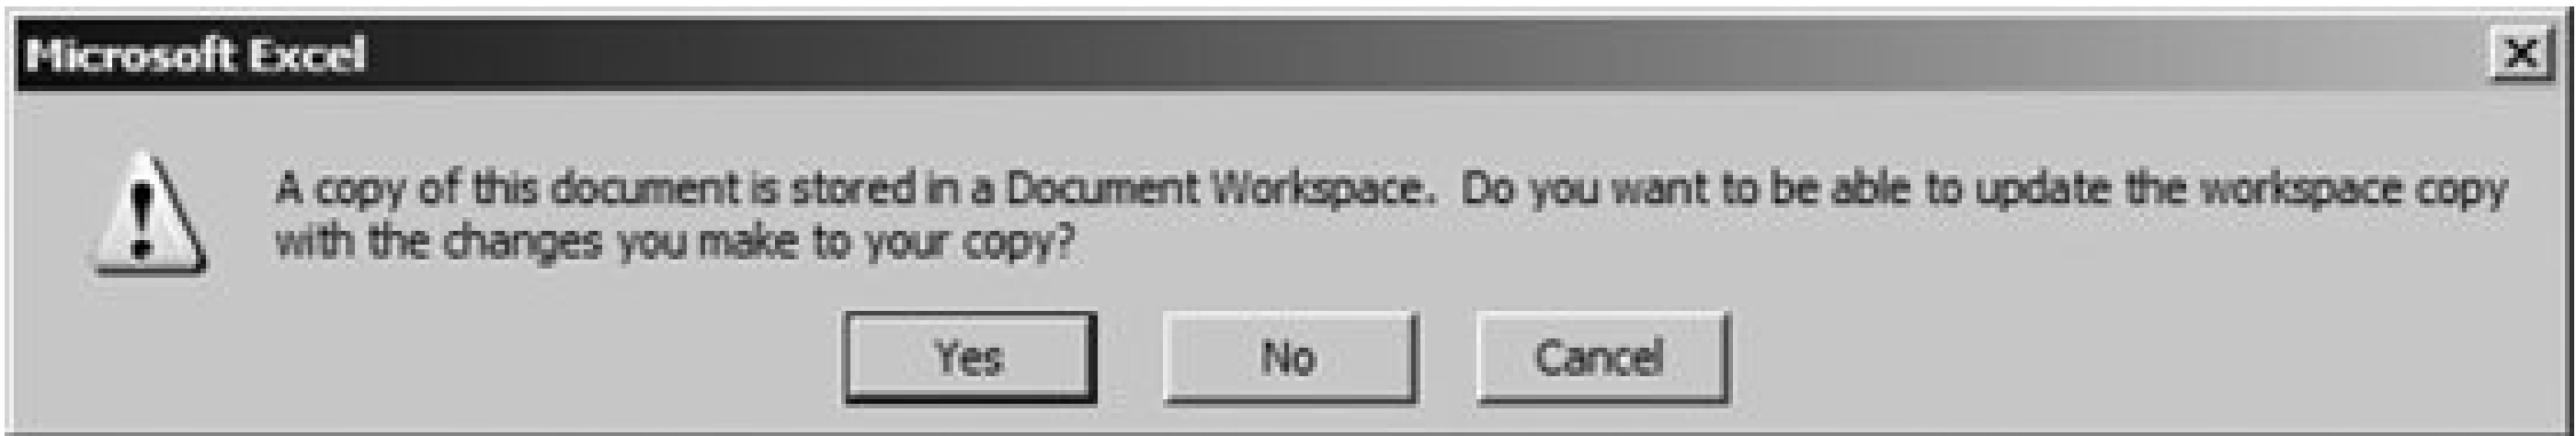 Microsoft Excel
A copy of this document is stored in a Document Workspace. Do you want to be able to update the workspace copy
with the changes you make to your copy?
Yes No Cancel